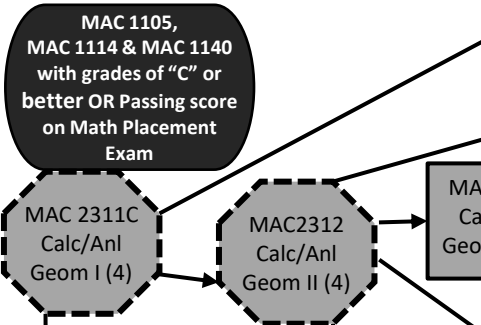 MAC 1105,
MAC 1114 & MAC 1140
with grades of “C” or
better OR Passing score
on Math Placement
Exam
MAC 2311C
Calc/Anl
Geom I (4)
MAC2312
Calc/Anl
Geom II (4)